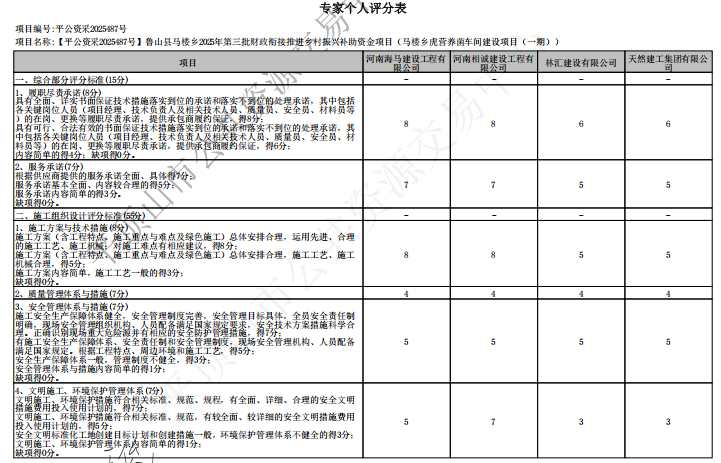 专家个人评分表
项目编号:平公资采2025487号
项目名称:【平公资采2025487号】鲁山县马楼乡2025年第三批财政衔接推进乡村振兴补助资金项目（马楼乡虎营养菌车间建设项目（一期））
项目 河南海马建设工程有限公司 河南相诚建设工程有限公司 林汇建设有限公司 天然建工集团有限公司
一、综合部分评分标准(15分) - - - -
1、履职尽责承诺(8分)
具有全面、详实书面保证技术措施落实到位的承诺和落实不到位的处理承诺，其中包括
各关键岗位人员（项目经理、技术负责人及相关技术人员、质量员、安全员、材料员
等）的在岗、更换等履职尽责承诺，提供承包商履约保证，得8分；
具有可行、合法有效的书面保证技术措施落实到位的承诺和落实不到位的处理承诺，其
中包括各关键岗位人员（项目经理、技术负责人及相关技术人员、质量员、安全员、材
料员等）的在岗、更换等履职尽责承诺，提供承包商履约保证，得6分；
内容简单的得4分；缺项得0分。
8 8 6 6
2、服务承诺(7分)
根据供应商提供的服务承诺全面、具体得7分；
服务承诺基本全面、内容较合理的得5分；
服务承诺内容简单的得3分。
缺项得0分。
7 7 5 5
二、施工组织设计评分标准(55分) - - - -
1、施工方案与技术措施(8分)
施工方案（含工程特点、施工重点与难点及绿色施工）总体安排合理，运用先进、合理
的施工工艺、施工机械；对施工难点有相应建议，得8分；
施工方案（含工程特点、施工重点与难点及绿色施工）总体安排合理，施工工艺、施工
机械合理，得5分；
施工方案内容简单，施工工艺一般的得3分；
缺项得0分。
8 8 5 5
2、质量管理体系与措施(7分) 4 4 4 4
3、安全管理体系与措施(7分)
施工安全生产保障体系健全，安全管理制度完善，安全管理目标具体，全员安全责任制
明确，现场安全管理组织机构、人员配备满足国家规定要求，安全技术方案措施科学合
理。正确识别现场重大危险源并有相应的安全防护管理措施，得7分；
有施工安全生产保障体系、安全责任制和安全管理制度，现场安全管理机构、人员配备
满足国家规定。根据工程特点、周边环境和施工工艺，得5分；
安全生产保障体系一般，管理制度不健全，得3分；
安全管理体系与措施内容简单的得1分；
缺项得0分。
5 5 5 5
4、文明施工、环境保护管理体系(7分)
文明施工、环境保护措施符合相关标准、规范、规程，有全面、详细、合理的安全文明
措施费用投入使用计划的，得7分；
文明施工、环境保护措施符合相关标准、规范，有较全面、较详细的安全文明措施费用
投入使用计划的，得5分；
安全文明标准化工地创建目标计划和创建措施一般，环境保护管理体系不健全的得3分；
文明施工、环境保护管理体系内容简单的得1分；
缺项得0分。
5 7 3 3